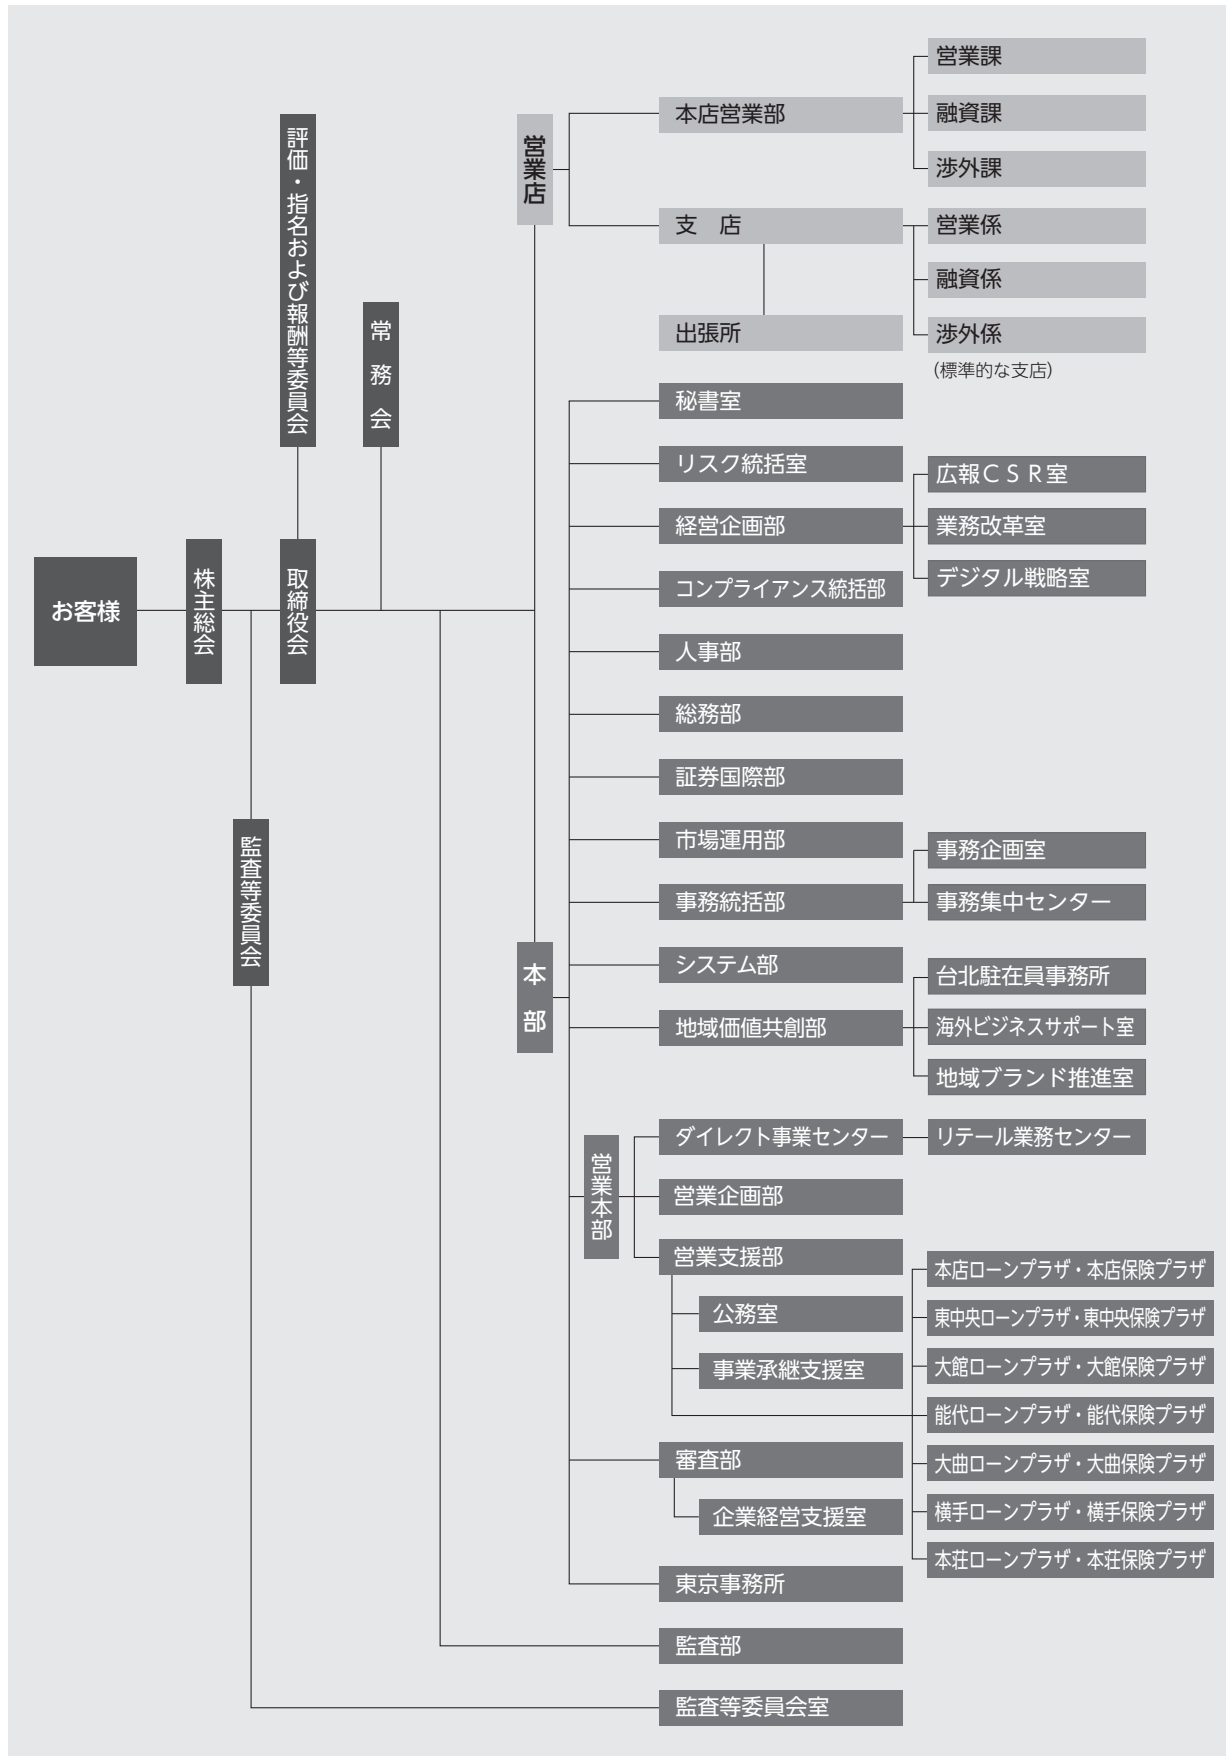 お客様
株主総会
監査等委員会
取締役会
評価・指名および報酬等委員会
常務会
営業店
本店営業部
営業課
融資課
渉外課
支　店
営業係
融資係
渉外係
(標準的な支店)
出張所
本部
秘書室
リスク統括室
経営企画部
広報ＣＳＲ室
業務改革室
デジタル戦略室
コンプライアンス統括部
人事部
総務部
証券国際部
市場運用部
事務統括部
事務企画室
事務集中センター
システム部
地域価値共創部
台北駐在員事務所
海外ビジネスサポート室
地域ブランド推進室
営業本部
ダイレクト事業センター
リテール業務センター
営業企画部
営業支援部
公務室
事業承継支援室
本店ローンプラザ・本店保険プラザ
東中央ローンプラザ・東中央保険プラザ
大館ローンプラザ・大館保険プラザ
能代ローンプラザ・能代保険プラザ
大曲ローンプラザ・大曲保険プラザ
横手ローンプラザ・横手保険プラザ
本荘ローンプラザ・本荘保険プラザ
審査部
企業経営支援室
東京事務所
監査部
監査等委員会室